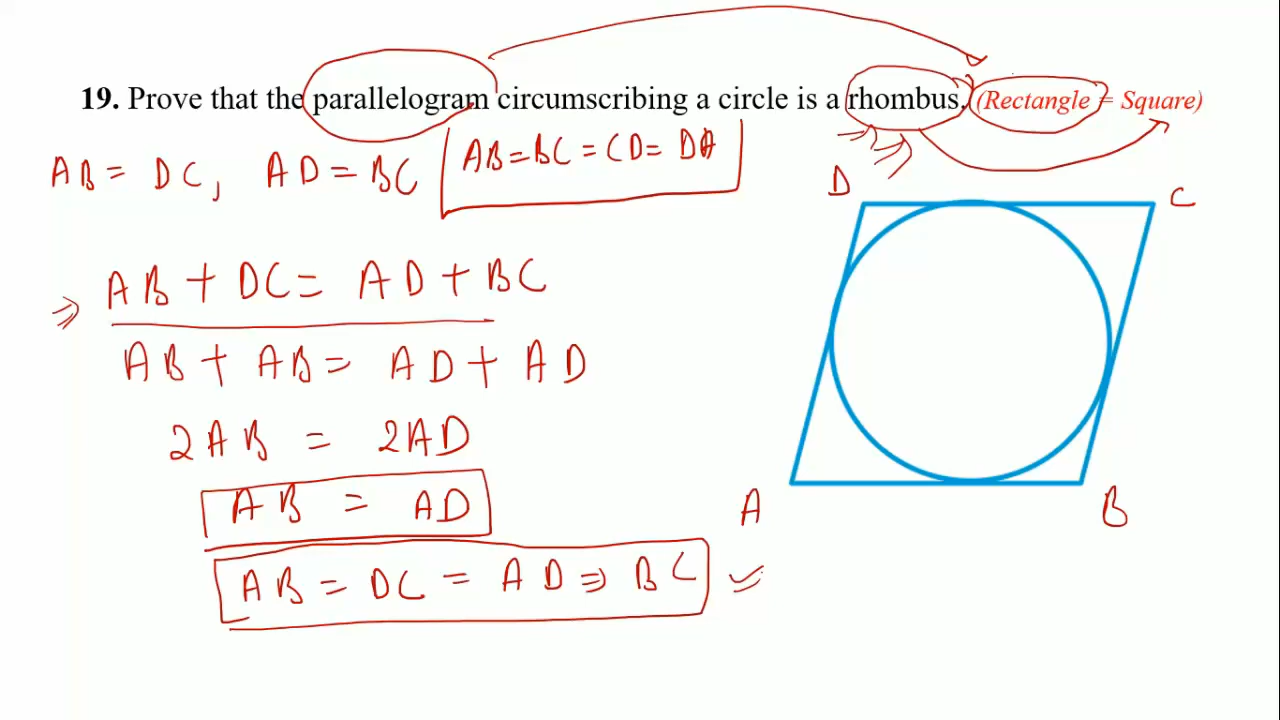 19. Prove that the parallelogram circumscribing a circle is a rhombus. (Rectangle = Square)
AB = DC, AD = BC
AB = BC = CD = DA
D
C
⇒ AB + DC = AD + BC
AB + AB = AD + AD
2AB = 2AD
AB = AD
A
B
AB = DC = AD ⇒ BC